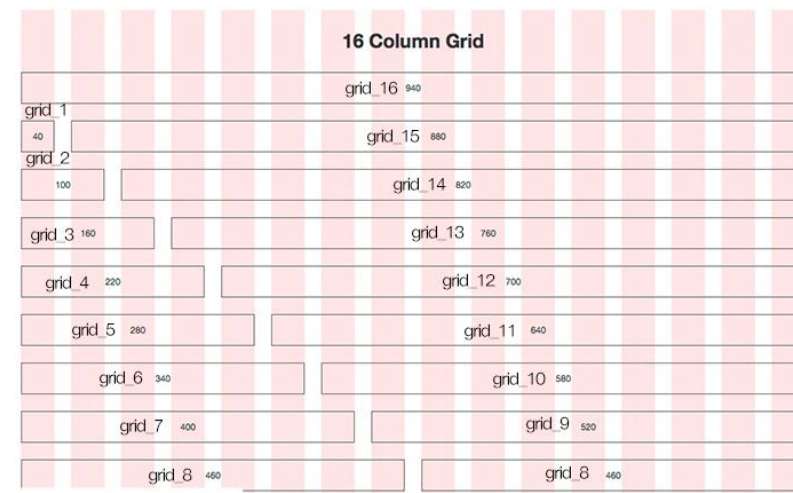 16 Column Grid
grid_16 940
grid_1
40 grid_15 880
grid_2
100 grid_14 820
grid_3 160 grid_13 760
grid_4 220 grid_12 700
grid_5 280 grid_11 640
grid_6 340 grid_10 580
grid_7 400 grid_9 520
grid_8 460 grid_8 460